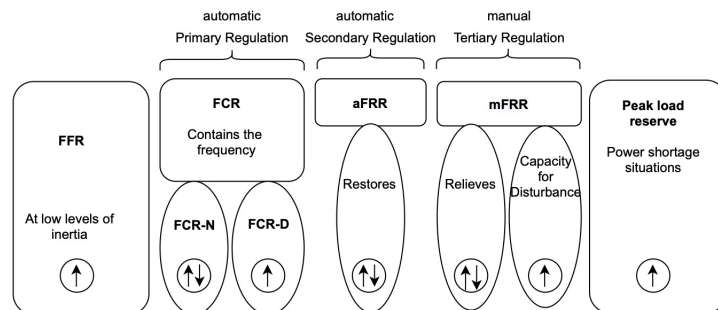 automatic
Primary Regulation
automatic
Secondary Regulation
manual
Tertiary Regulation
FFR
At low levels of
inertia
FCR
Contains the
frequency
FCR-N
FCR-D
aFRR
Restores
mFRR
Relieves
Capacity
for
Disturbance
Peak load
reserve
Power shortage
situations